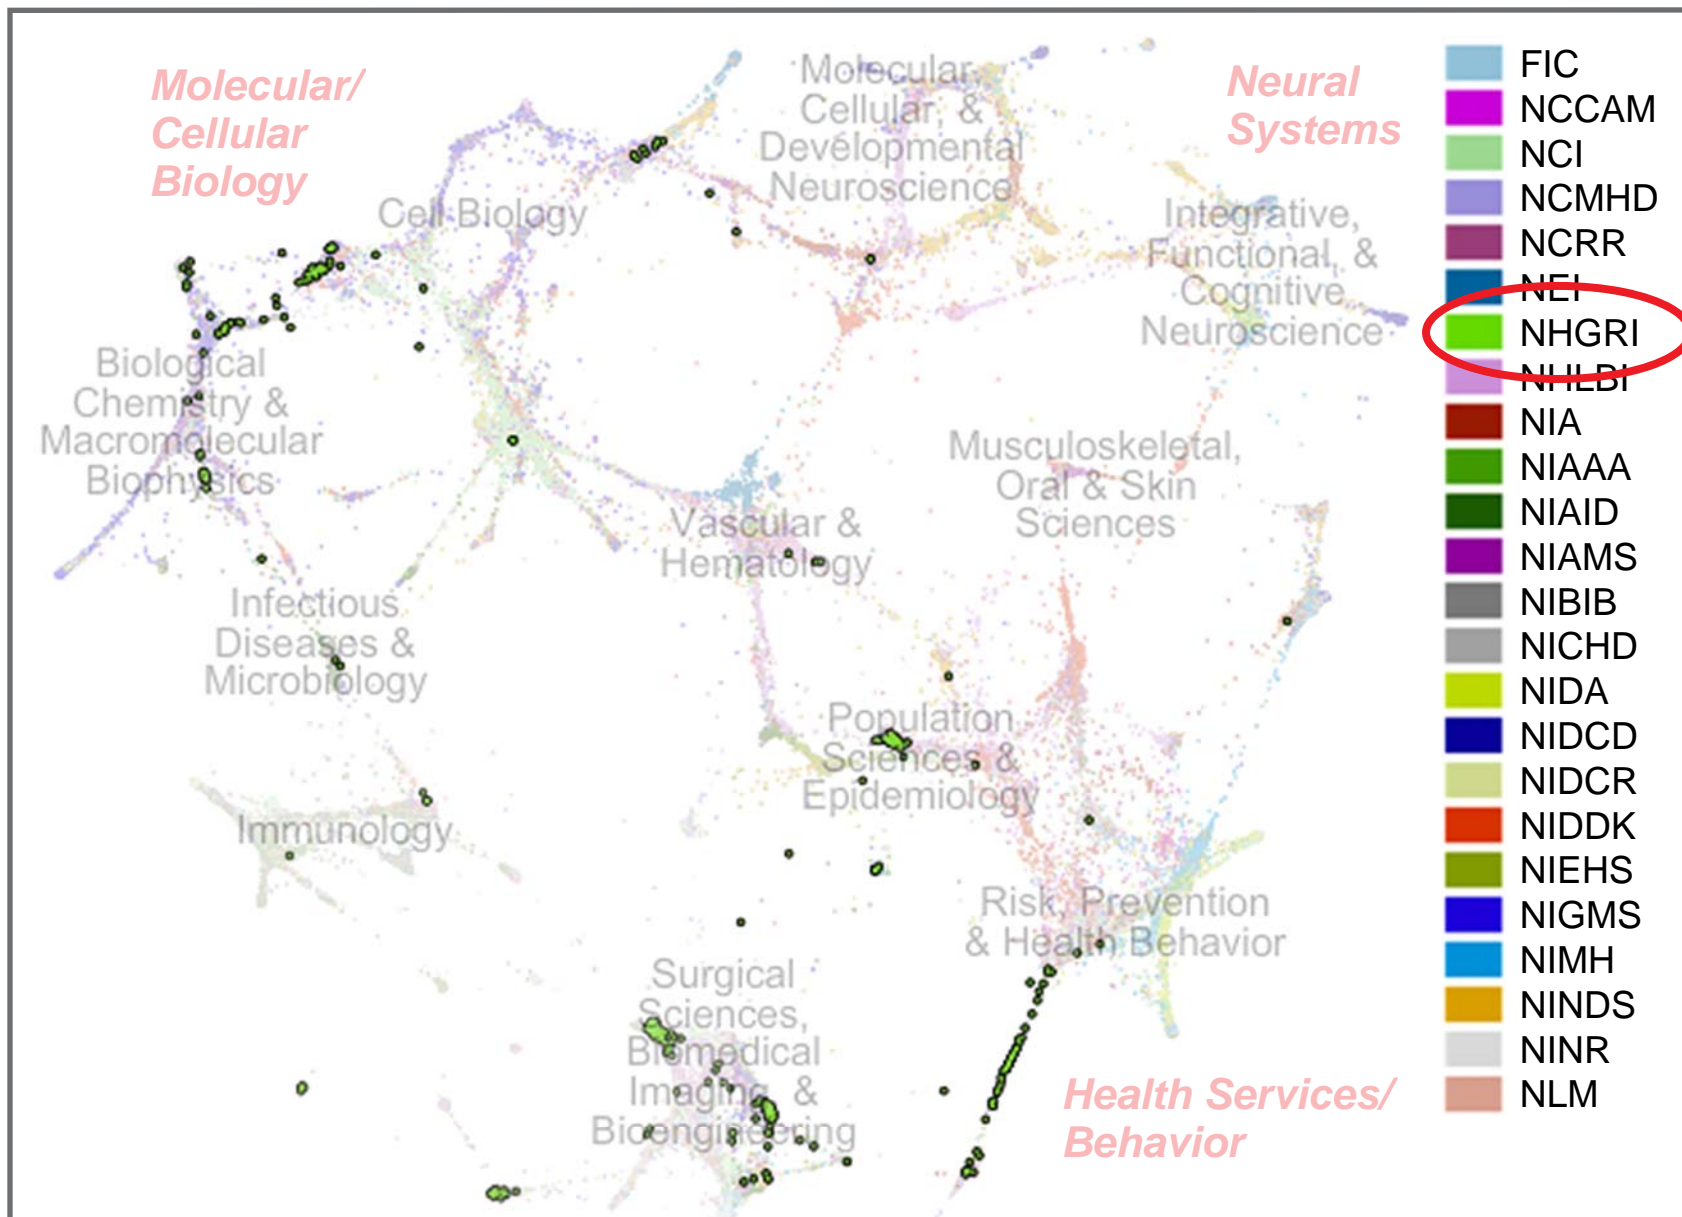 Molecular/
Cellular
Biology
Neural
Systems
Molecular,
Cellular, &
Developmental
Neuroscience
Cell Biology
Integrative,
Functional, &
Cognitive
Neuroscience
Biological
Chemistry &
Macromolecular
Biophysics
Musculoskeletal,
Oral & Skin
Sciences
Vascular &
Hematology
Infectious
Diseases &
Microbiology
Population
Sciences &
Epidemiology
Immunology
Risk, Prevention
& Health Behavior
Surgical
Sciences,
Biomedical
Imaging, &
Bioengineering
Health Services/
Behavior
FIC
NCCAM
NCI
NCMHD
NCRR
NEI
NHGRI
NHLBI
NIA
NIAAA
NIAID
NIAMS
NIBIB
NICHD
NIDA
NIDCD
NIDCR
NIDDK
NIEHS
NIGMS
NIMH
NINDS
NINR
NLM